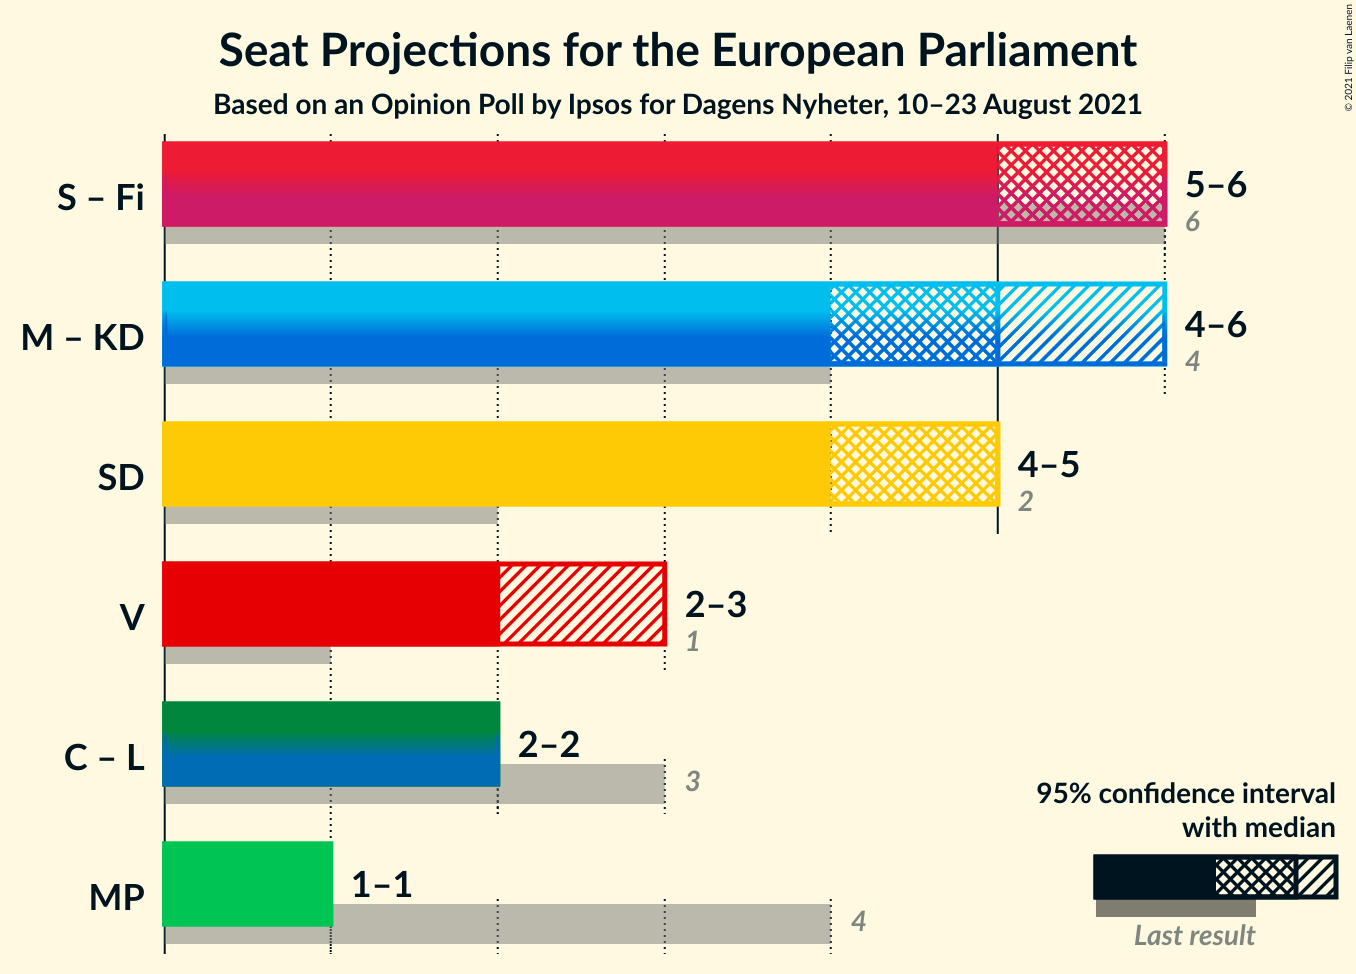 Seat Projections for the European Parliament
Based on an Opinion Poll by Ipsos for Dagens Nyheter, 10–23 August 2021
© 2021 Filip van Laenen
S – Fi
5–6
6
M – KD
4–6
4
SD
4–5
2
V
2–3
1
C – L
2–2
3
MP
1–1
4
95% confidence interval
with median
Last result